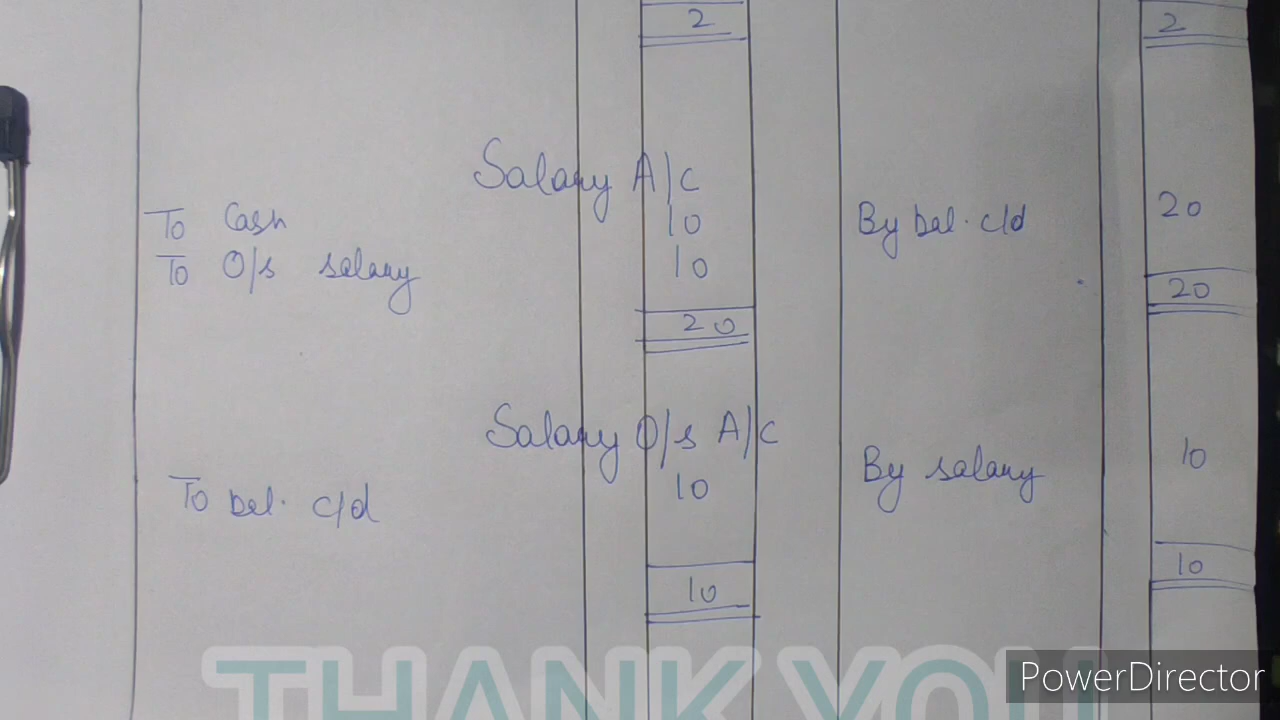 2 2
Salary A/c
To Cash 10 By bal. c/d 20
To O/s salary 10
20 20
Salary O/s A/c
To bal. c/d 10 By salary 10
10 10
THANK YOU
PowerDirector